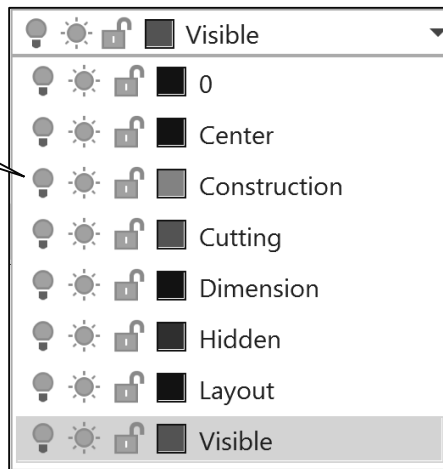 Visible
0
Center
Construction
Cutting
Dimension
Hidden
Layout
Visible